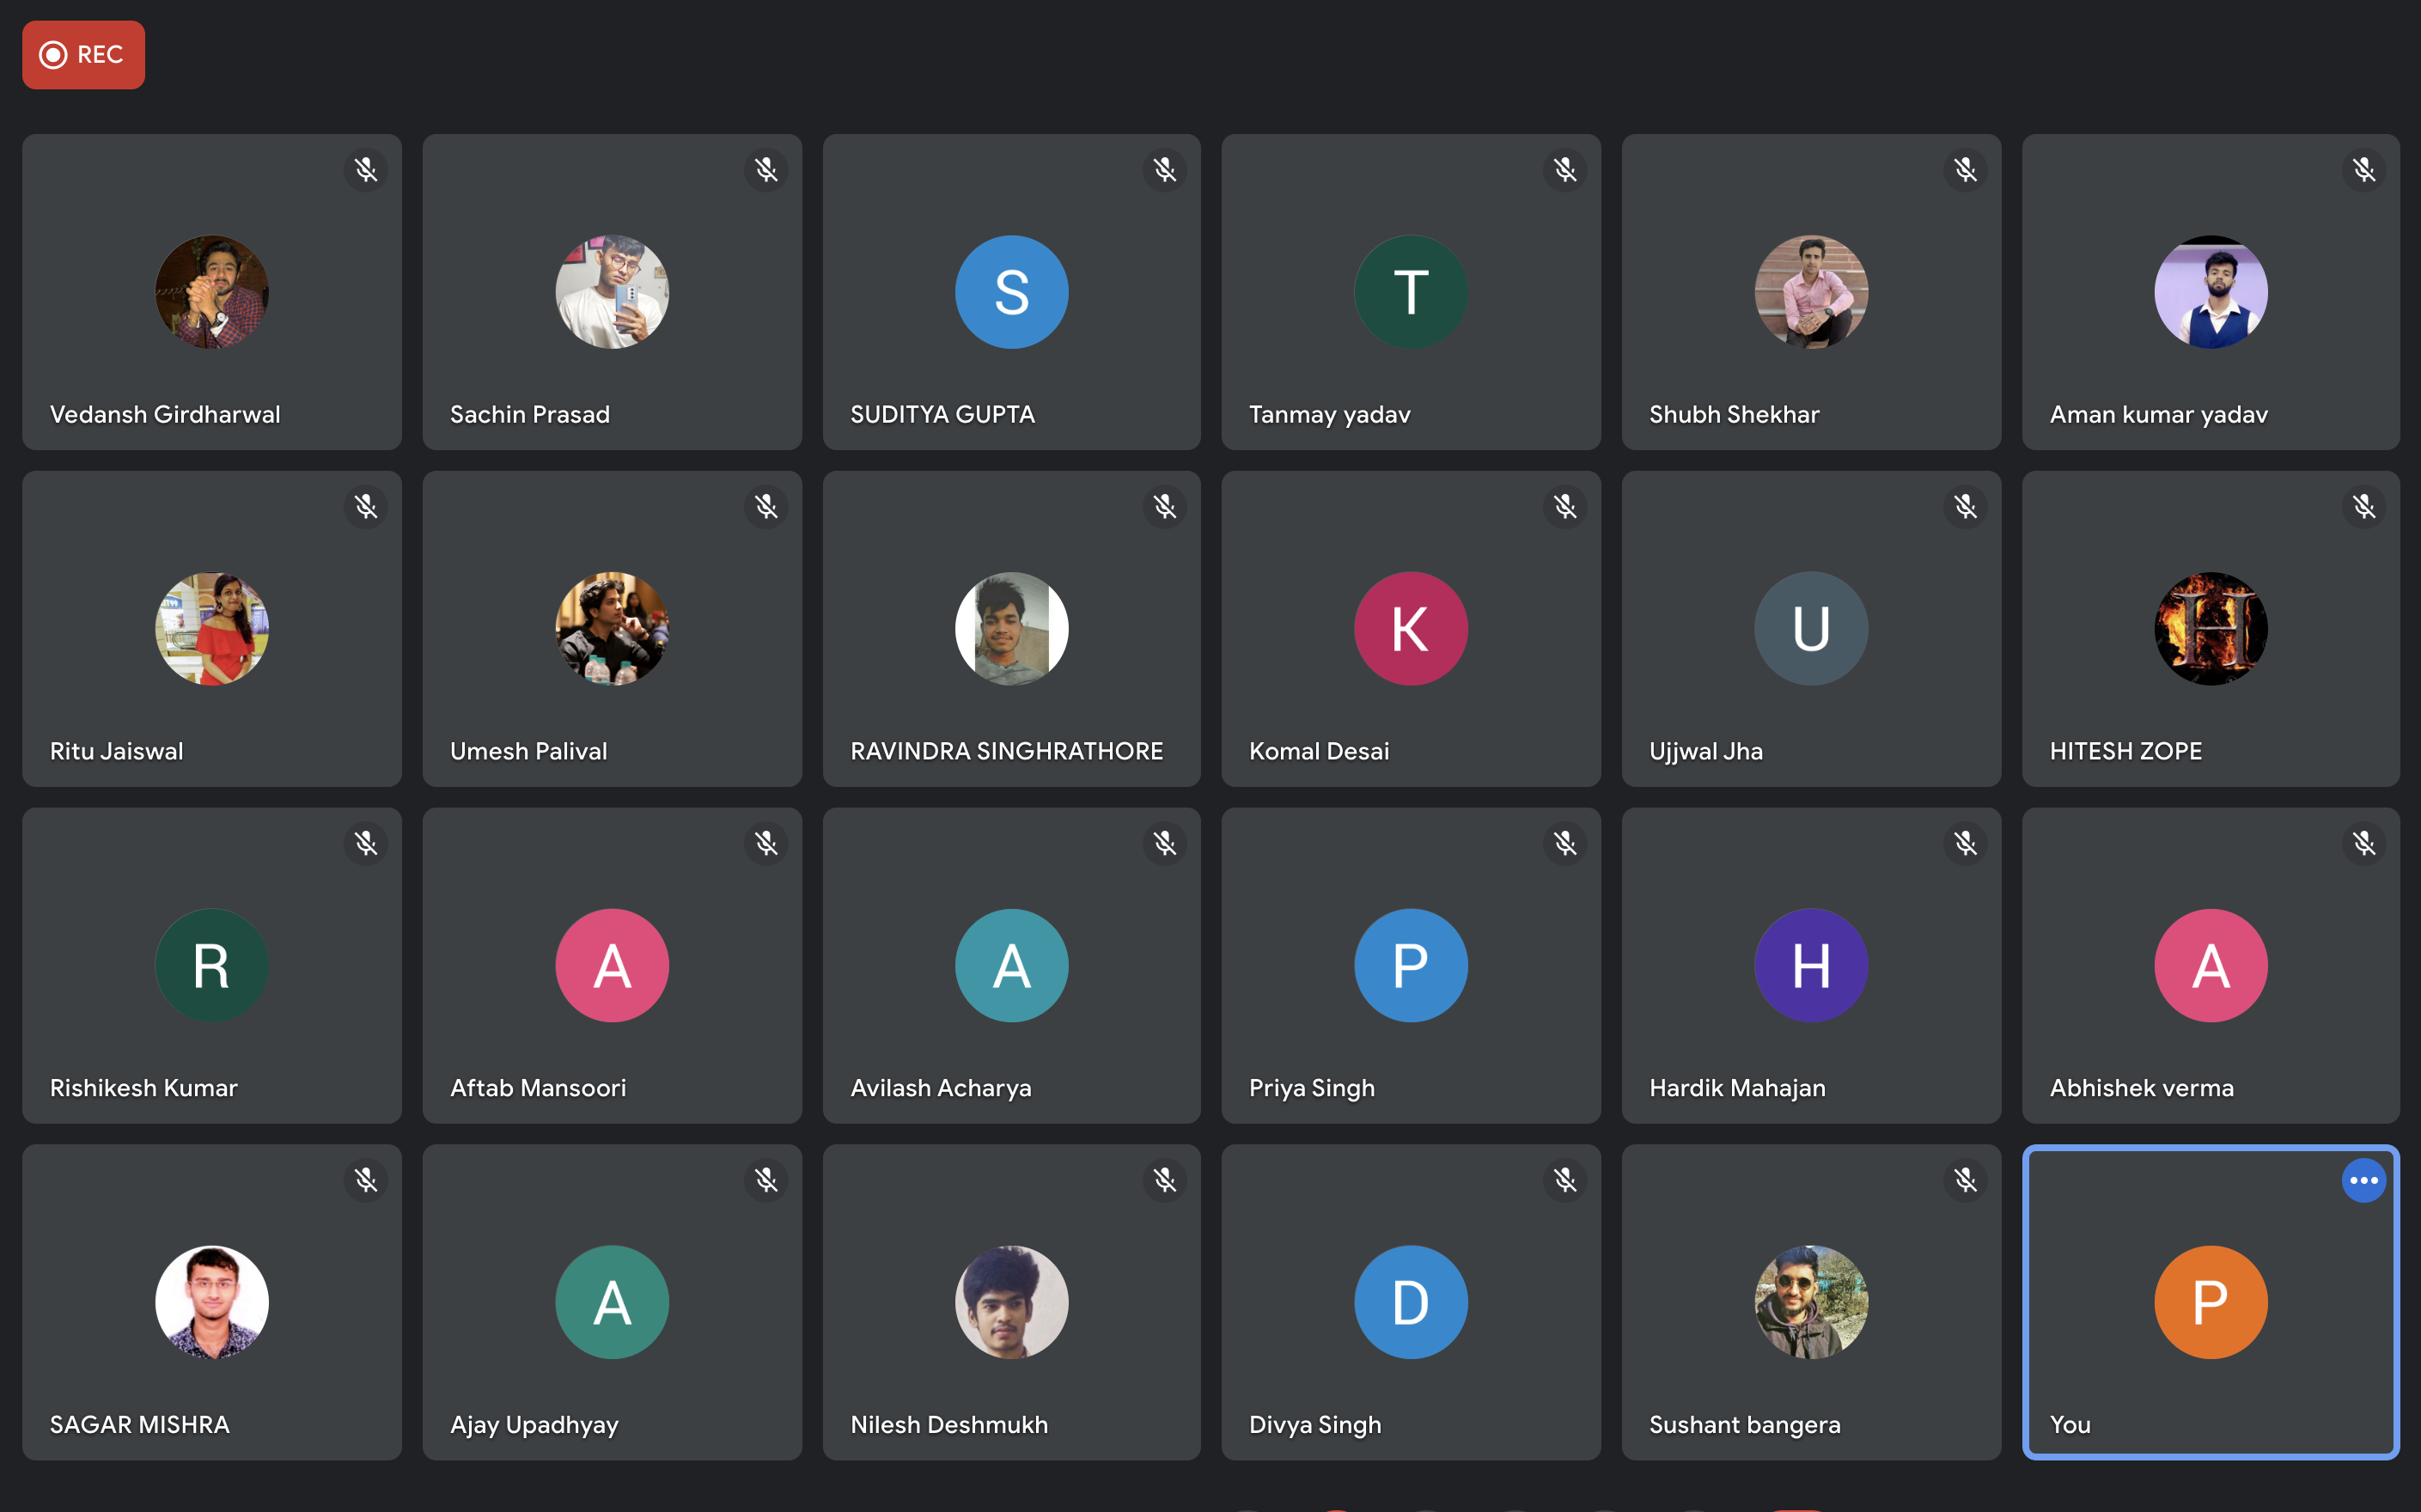 REC
Vedansh Girdharwal
Sachin Prasad
S
SUDITYA GUPTA
T
Tanmay yadav
Shubh Shekhar
Aman kumar yadav
Ritu Jaiswal
Umesh Palival
RAVINDRA SINGHRATHORE
K
Komal Desai
U
Ujjwal Jha
H
HITESH ZOPE
R
Rishikesh Kumar
A
Aftab Mansoori
A
Avilash Acharya
P
Priya Singh
H
Hardik Mahajan
A
Abhishek verma
SAGAR MISHRA
A
Ajay Upadhyay
Nilesh Deshmukh
D
Divya Singh
Sushant bangera
P
You